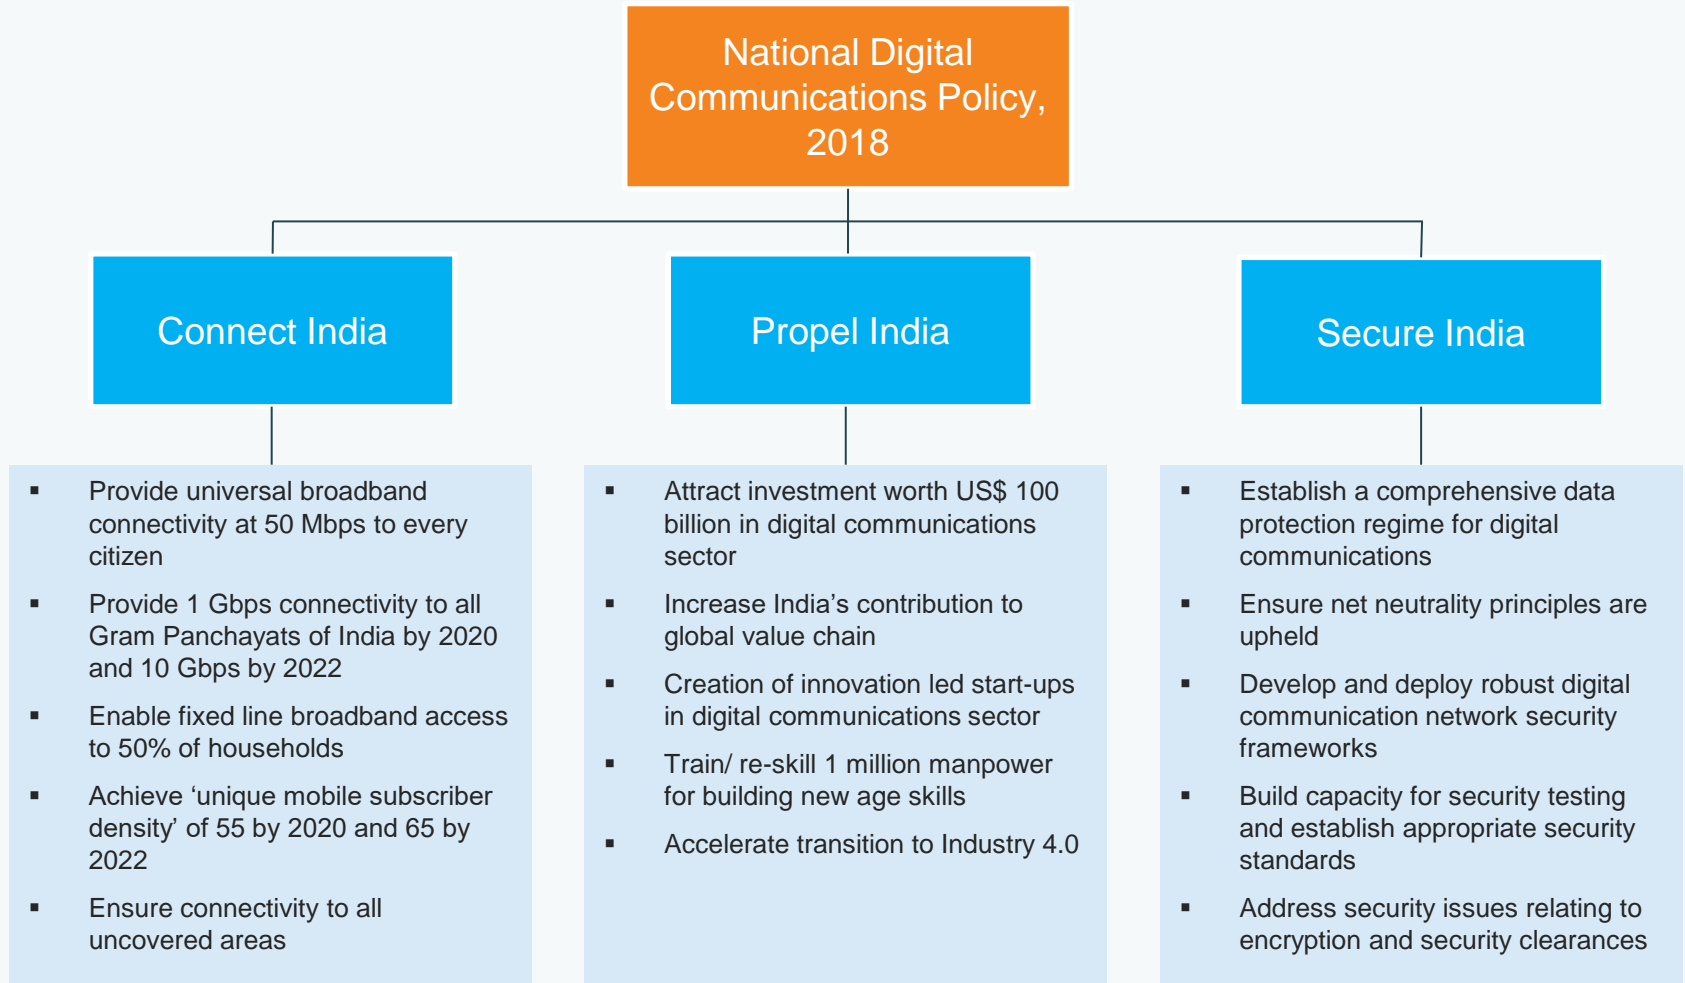 National Digital
Communications Policy,
2018
Connect India
▪ Provide universal broadband
connectivity at 50 Mbps to every
citizen
▪ Provide 1 Gbps connectivity to all
Gram Panchayats of India by 2020
and 10 Gbps by 2022
▪ Enable fixed line broadband access
to 50% of households
▪ Achieve ‘unique mobile subscriber
density’ of 55 by 2020 and 65 by
2022
▪ Ensure connectivity to all
uncovered areas
Propel India
▪ Attract investment worth US$ 100
billion in digital communications
sector
▪ Increase India’s contribution to
global value chain
▪ Creation of innovation led start-ups
in digital communications sector
▪ Train/ re-skill 1 million manpower
for building new age skills
▪ Accelerate transition to Industry 4.0
Secure India
▪ Establish a comprehensive data
protection regime for digital
communications
▪ Ensure net neutrality principles are
upheld
▪ Develop and deploy robust digital
communication network security
frameworks
▪ Build capacity for security testing
and establish appropriate security
standards
▪ Address security issues relating to
encryption and security clearances